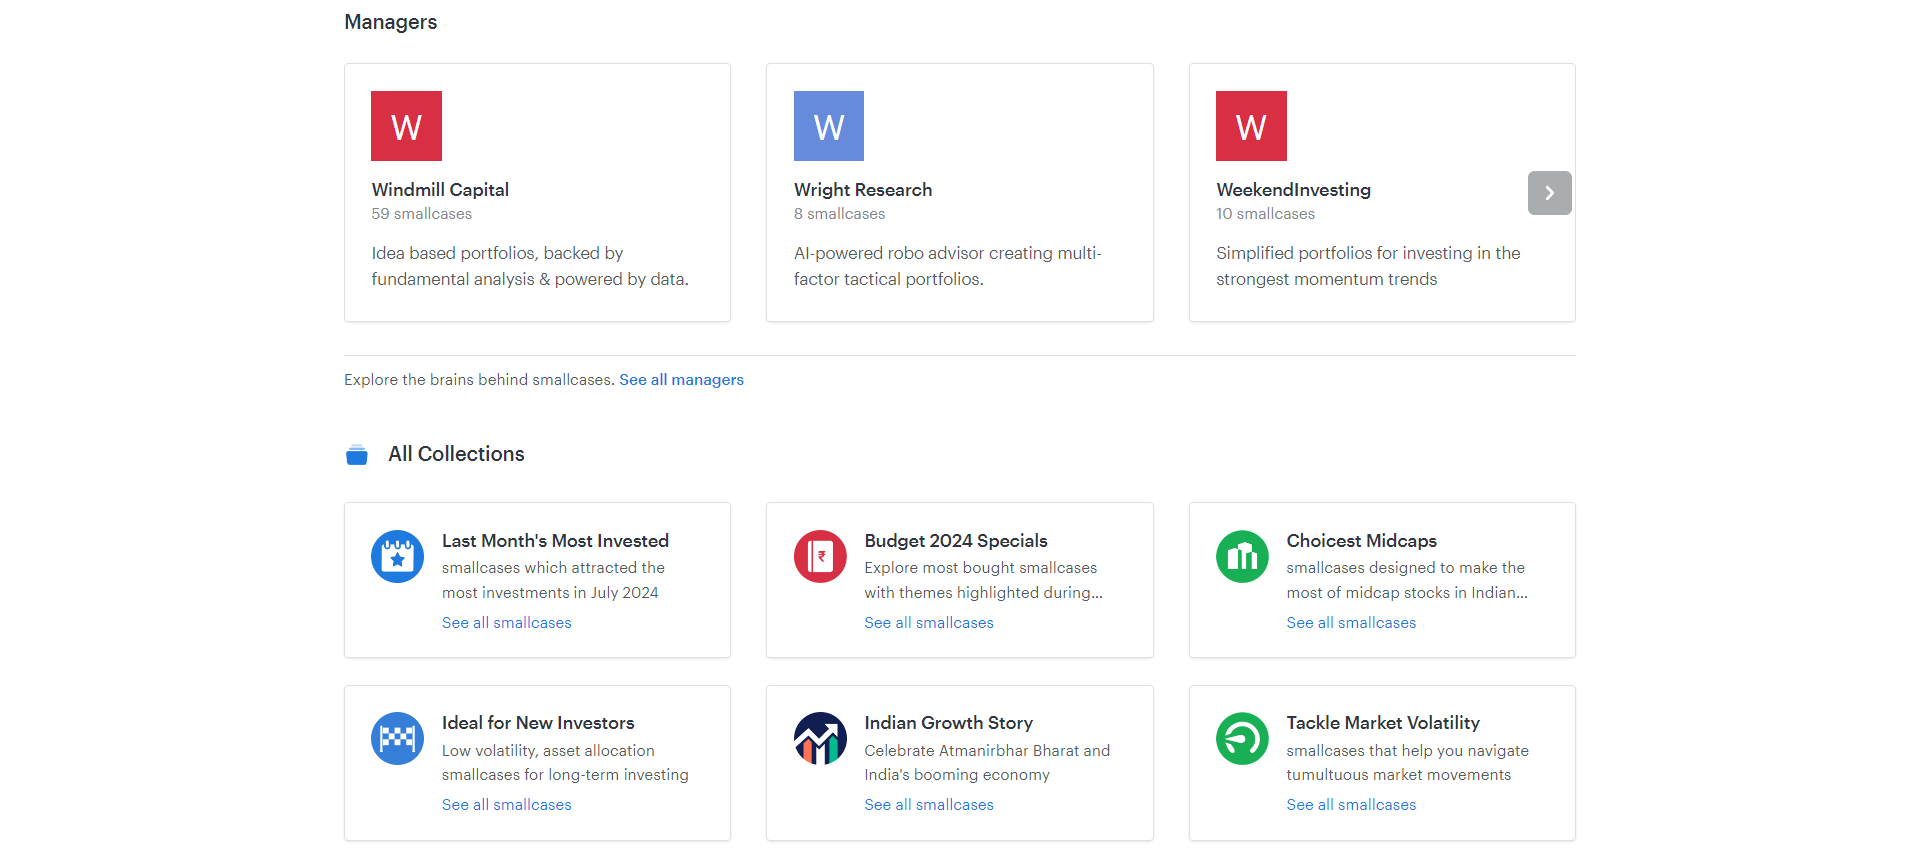 Managers
W
Windmill Capital
59 smallcases
Idea based portfolios, backed by
fundamental analysis & powered by data.
W
Wright Research
8 smallcases
AI-powered robo advisor creating multi-
factor tactical portfolios.
W
WeekendInvesting
10 smallcases
Simplified portfolios for investing in the
strongest momentum trends
Explore the brains behind smallcases. See all managers
All Collections
Last Month's Most Invested
smallcases which attracted the
most investments in July 2024
See all smallcases
₹
Budget 2024 Specials
Explore most bought smallcases
with themes highlighted during...
See all smallcases
Choicest Midcaps
smallcases designed to make the
most of midcap stocks in Indian...
See all smallcases
Ideal for New Investors
Low volatility, asset allocation
smallcases for long-term investing
See all smallcases
Indian Growth Story
Celebrate Atmanirbhar Bharat and
India's booming economy
See all smallcases
Tackle Market Volatility
smallcases that help you navigate
tumultuous market movements
See all smallcases